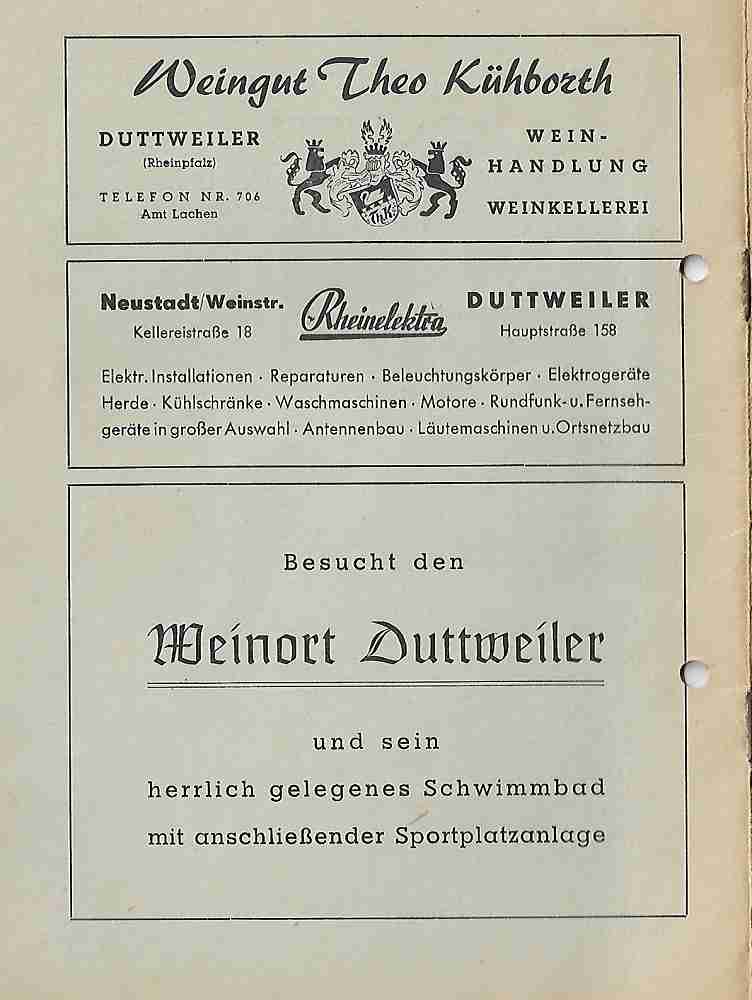 Weingut Theo Kühborth
DUTTWEILER
(Rheinpfalz)
TELEFON NR. 706
Amt Lachen
ThK
WEIN-
HANDLUNG
WEINKELLEREI
Neustadt/Weinstr.
Kellereistraße 18
Rheinelektra
DUTTWEILER
Hauptstraße 158
Elektr. Installationen · Reparaturen · Beleuchtungskörper · Elektrogeräte
Herde · Kühlschränke · Waschmaschinen · Motore · Rundfunk- u. Fernseh-
geräte in großer Auswahl · Antennenbau · Läutemaschinen u. Ortsnetzbau
Besucht den
Weinort Duttweiler
und sein
herrlich gelegenes Schwimmbad
mit anschließender Sportplatzanlage